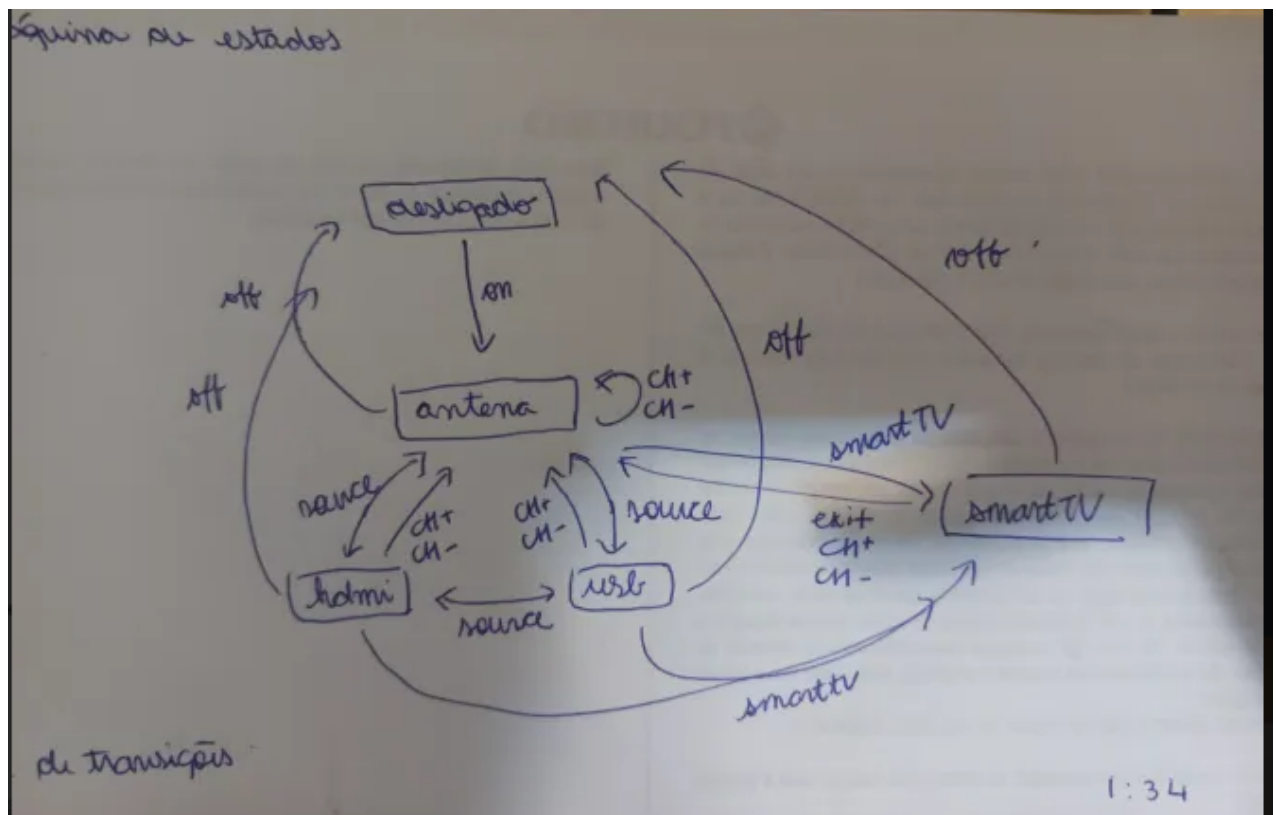 áquina de estados
desligado
off
on
off
off
off
antena
CH+
CH-
smartTV
source
CH+
CH-
CH+
CH-
source
exit
CH+
CH-
smartTV
hdmi
source
usb
smarttv
de transições
1:34